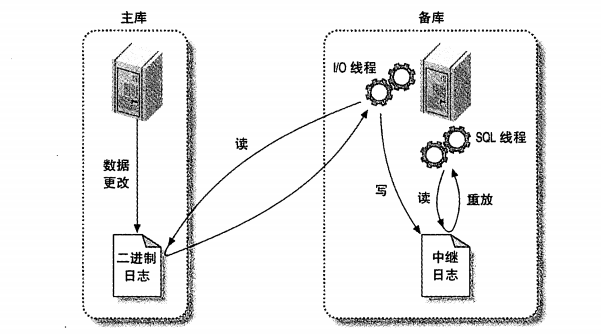 主库
备库
I/O 线程
SQL 线程
读
数据
更改
写
读
重放
二进制
日志
中继
日志